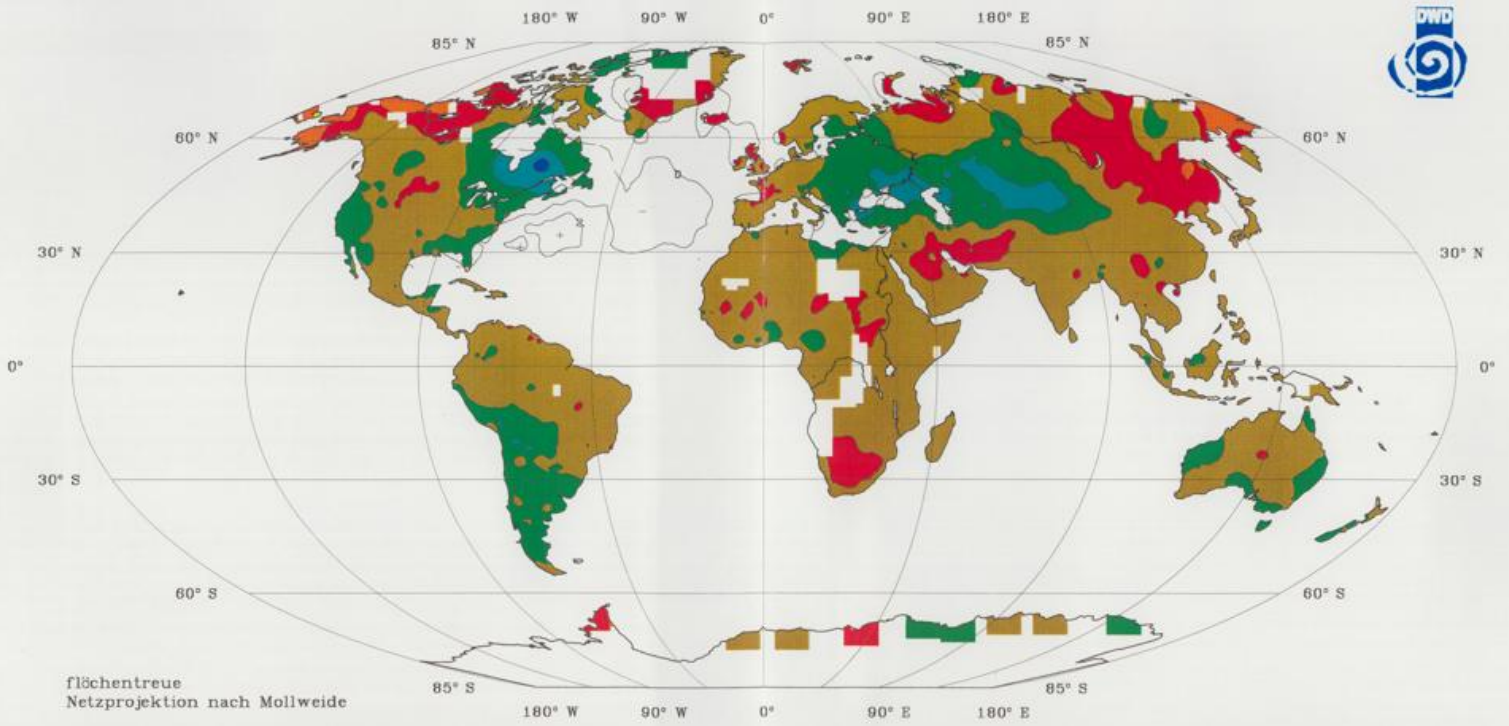 180° W 90° W 0° 90° E 180° E
DWD
85° N 85° N
60° N 60° N
D
Z
30° N 30° N
0° 0°
30° S 30° S
60° S 60° S
flöchentreue
85° S 85° S
Netzprojektion nach Mollweide
180° W 90° W 0° 90° E 180° E